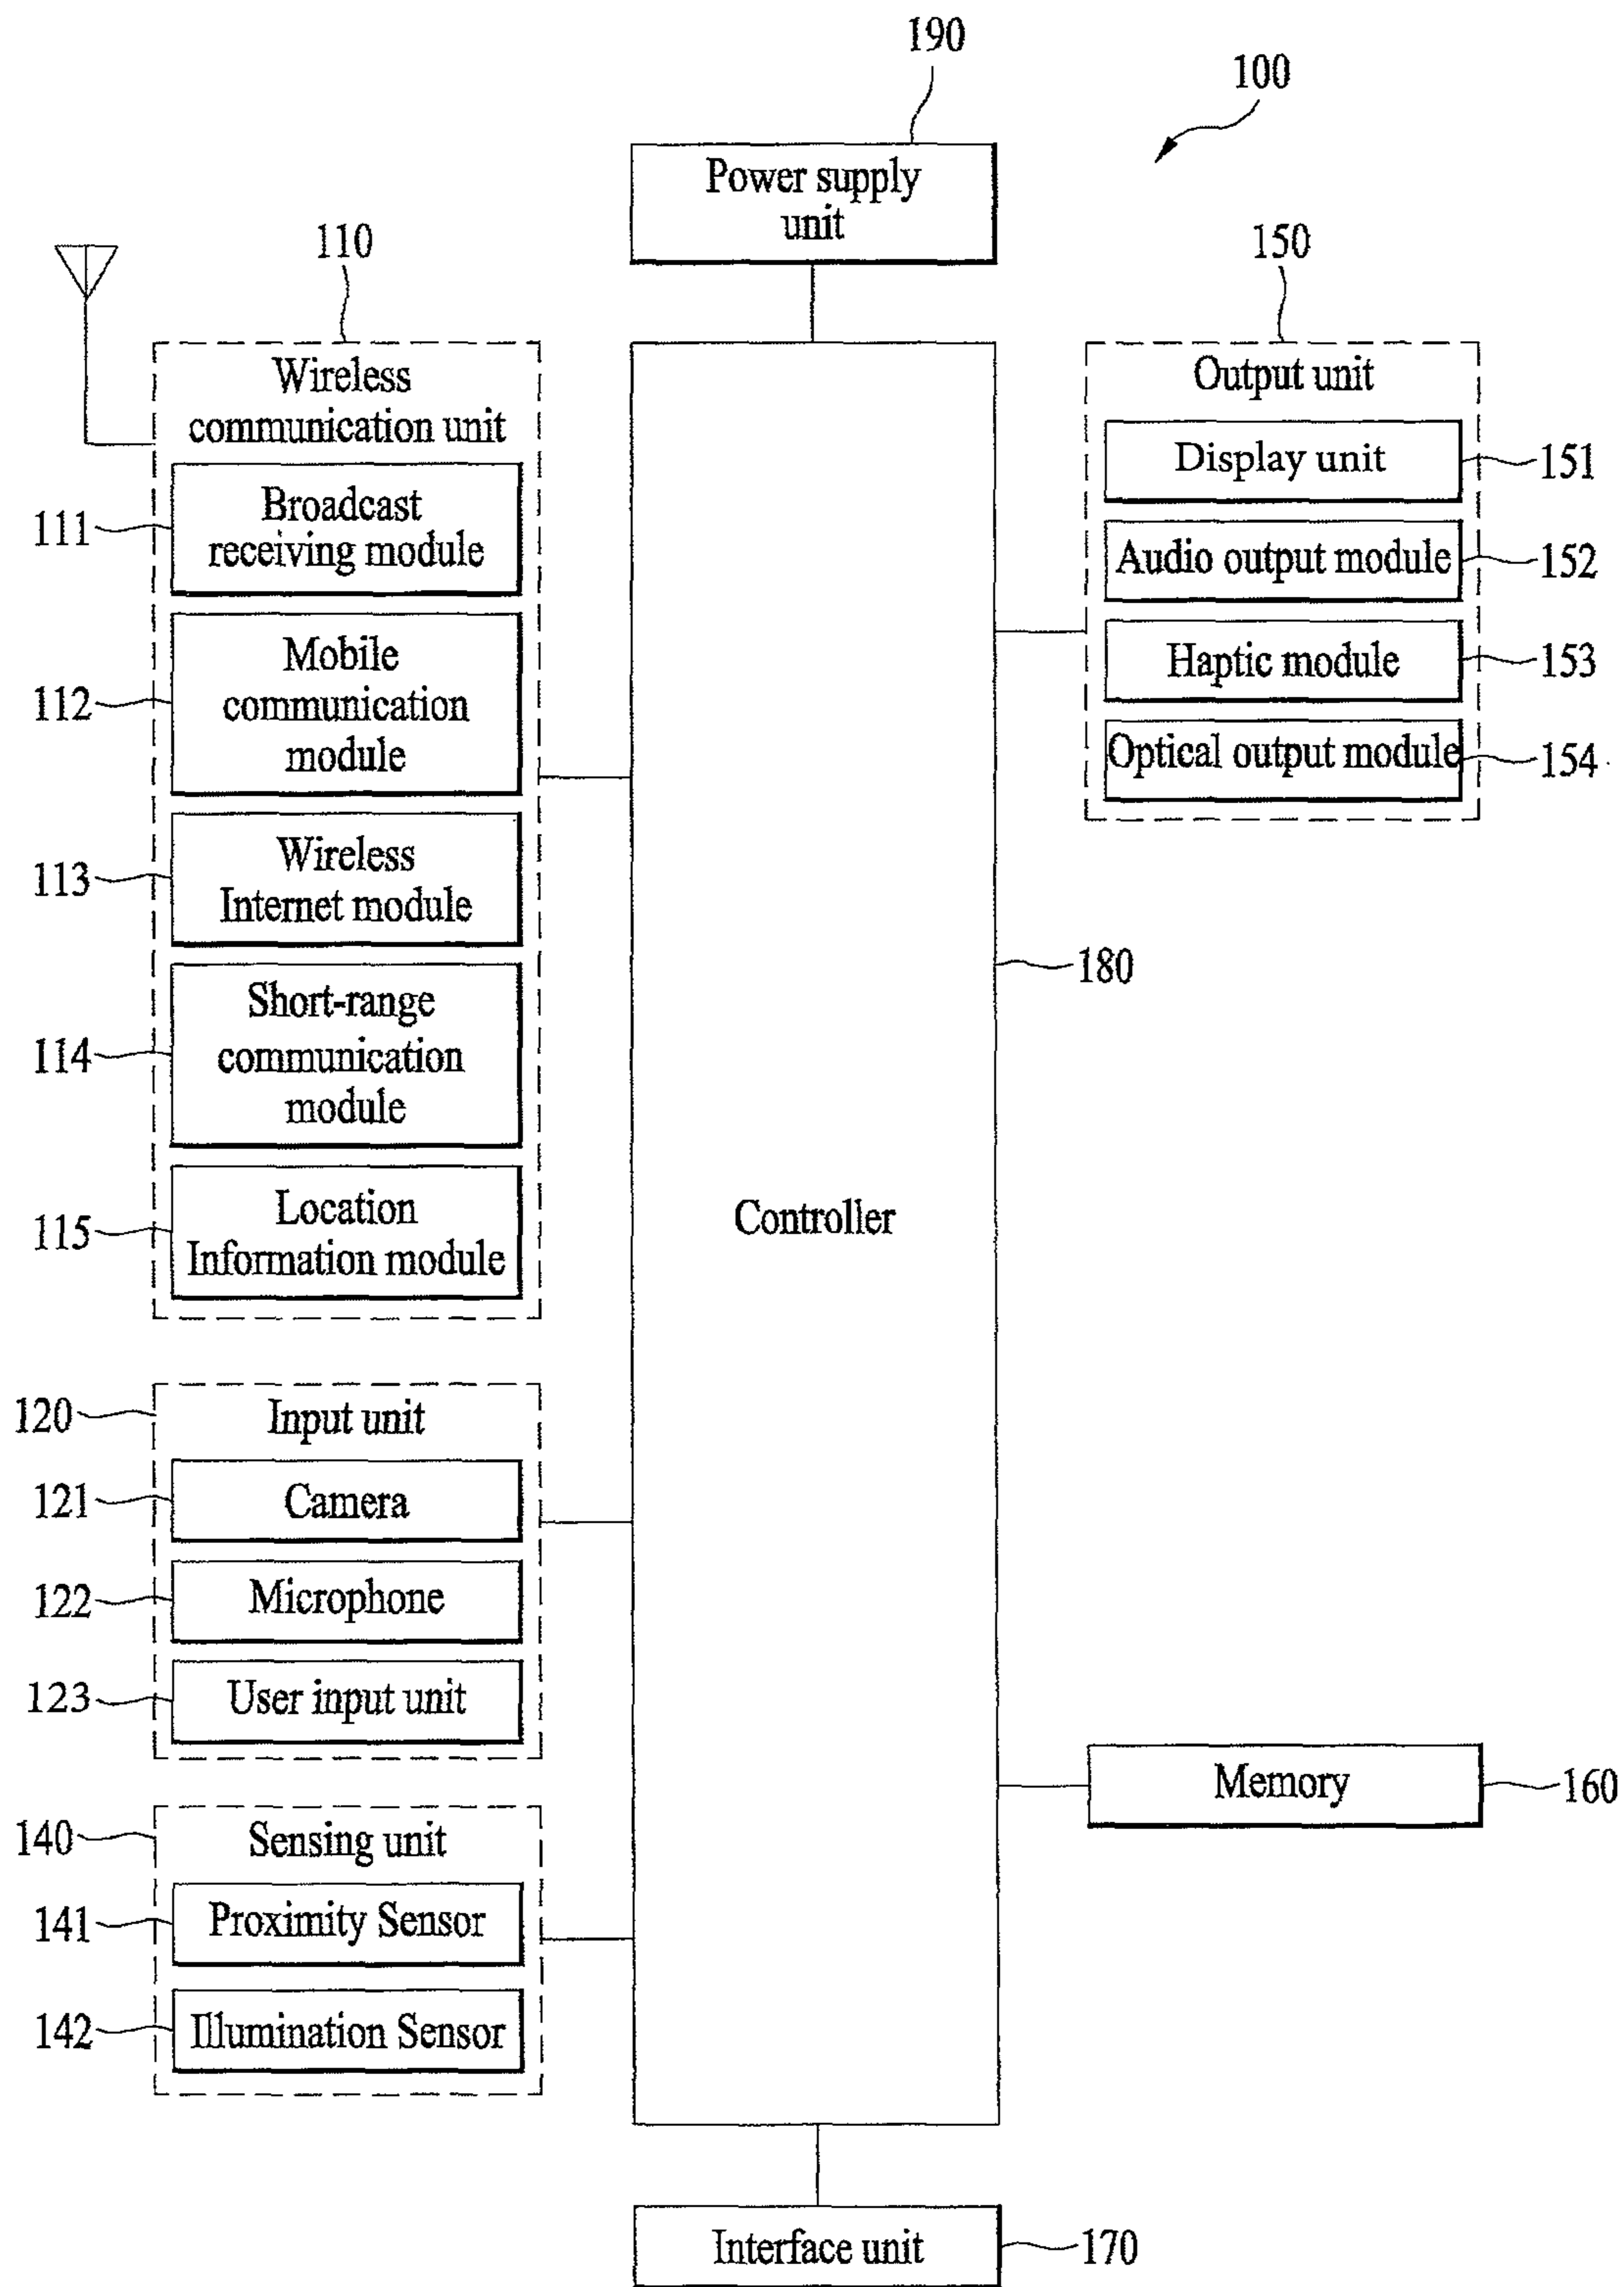 190
100
Power supply
unit
110
150
Wireless
communication unit
Output unit
111
Broadcast
receiving module
Display unit
151
Audio output module
152
112
Mobile
communication
module
Haptic module
153
Optical output module
154
113
Wireless
Internet module
180
114
Short-range
communication
module
115
Location
Information module
Controller
120
Input unit
121
Camera
122
Microphone
123
User input unit
Memory
160
140
Sensing unit
141
Proximity Sensor
142
Illumination Sensor
Interface unit
170